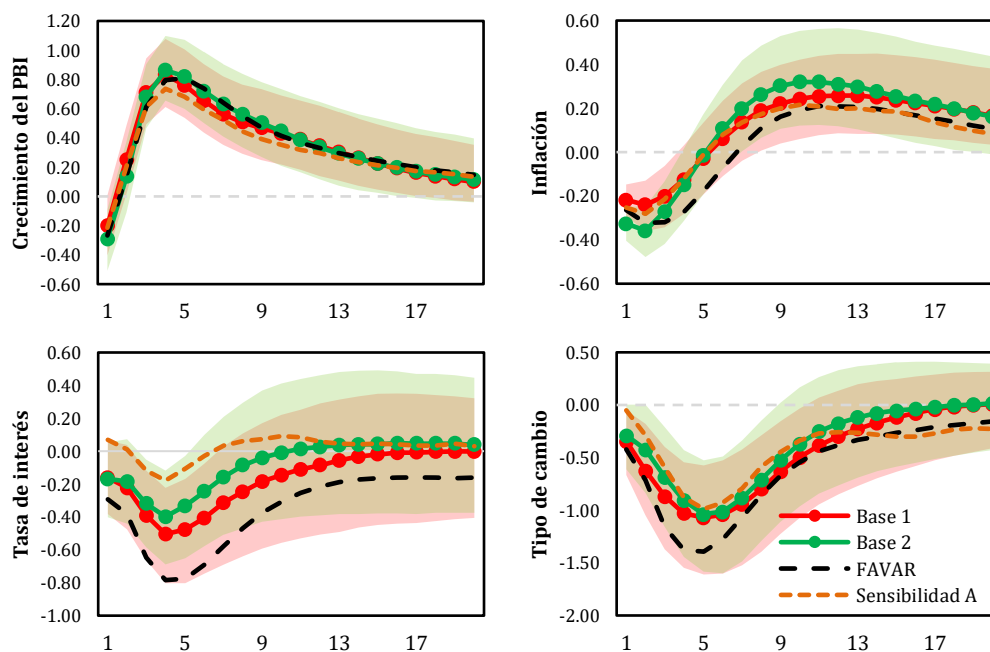 Crecimiento del PBI
1.20
1.00
0.80
0.60
0.40
0.20
0.00
-0.20
-0.40
-0.60
1 5 9 13 17
Inflación
0.60
0.40
0.20
0.00
-0.20
-0.40
-0.60
1 5 9 13 17
Tasa de interés
0.60
0.40
0.20
0.00
-0.20
-0.40
-0.60
-0.80
-1.00
1 5 9 13 17
Tipo de cambio
0.50
0.00
-0.50
-1.00
-1.50
-2.00
1 5 9 13 17
Base 1
Base 2
FAVAR
Sensibilidad A